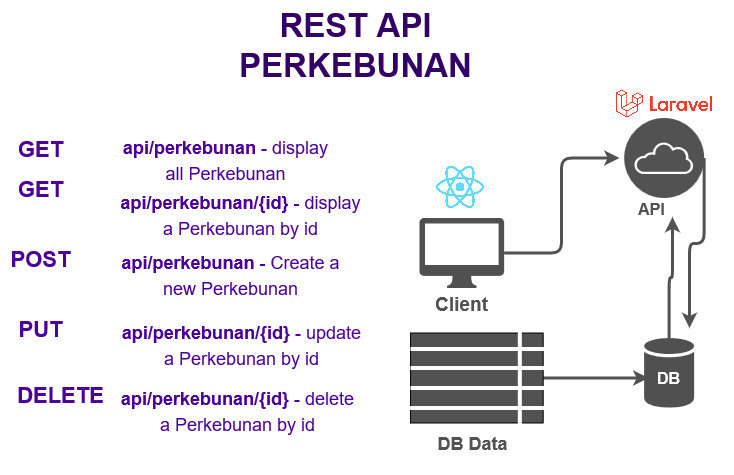 REST API
PERKEBUNAN
GET api/perkebunan - display
all Perkebunan
GET api/perkebunan/{id} - display
a Perkebunan by id
POST api/perkebunan - Create a
new Perkebunan
PUT api/perkebunan/{id} - update
a Perkebunan by id
DELETE api/perkebunan/{id} - delete
a Perkebunan by id
Laravel
API
Client
DB
DB Data